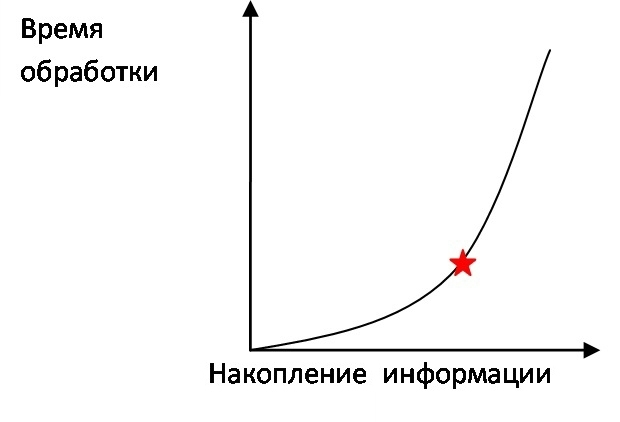 Время
обработки
Накопление информации